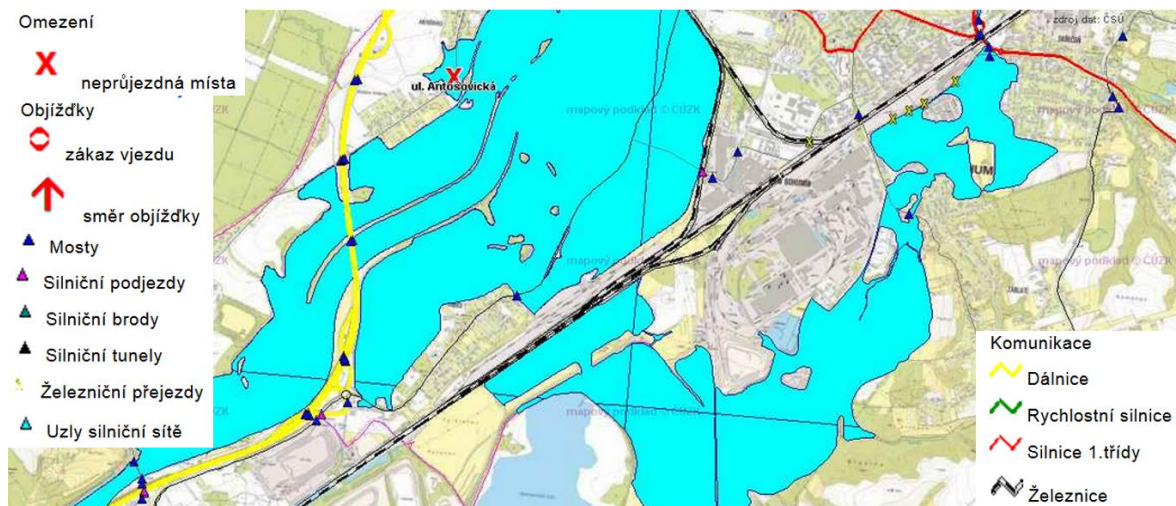 Omezení
neprůjezdná místa
Objížďky
zákaz vjezdu
směr objížďky
Mosty
Silniční podjezdy
Silniční brody
Silniční tunely
Železniční přejezdy
Uzly silniční sítě
ul. Antošovická
zdroj dat: ČSÚ
mapový podklad © ČÚZK
mapový podklad © ČÚZK
mapový podklad © ČÚZK
mapový podklad © ČÚZK
mapový podklad © ČÚZK
Komunikace
Dálnice
Rychlostní silnice
Silnice 1.třídy
Železnice